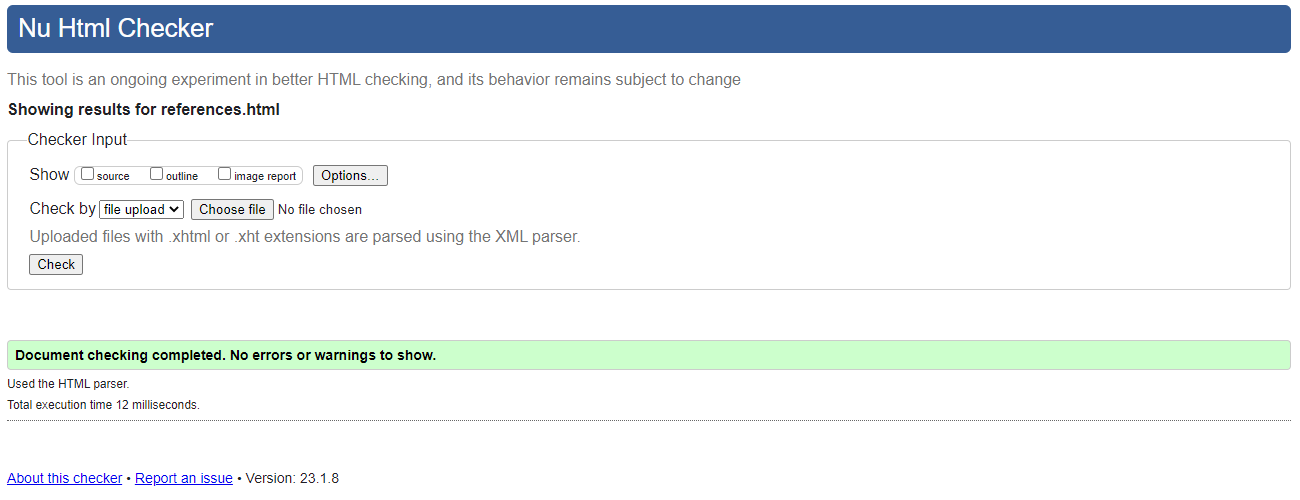 Nu Html Checker
This tool is an ongoing experiment in better HTML checking, and its behavior remains subject to change
Showing results for references.html
Checker Input
Show source outline image report Options...
Check by file upload Choose file No file chosen
Uploaded files with .xhtml or .xht extensions are parsed using the XML parser.
Check
Document checking completed. No errors or warnings to show.
Used the HTML parser.
Total execution time 12 milliseconds.
About this checker • Report an issue • Version: 23.1.8